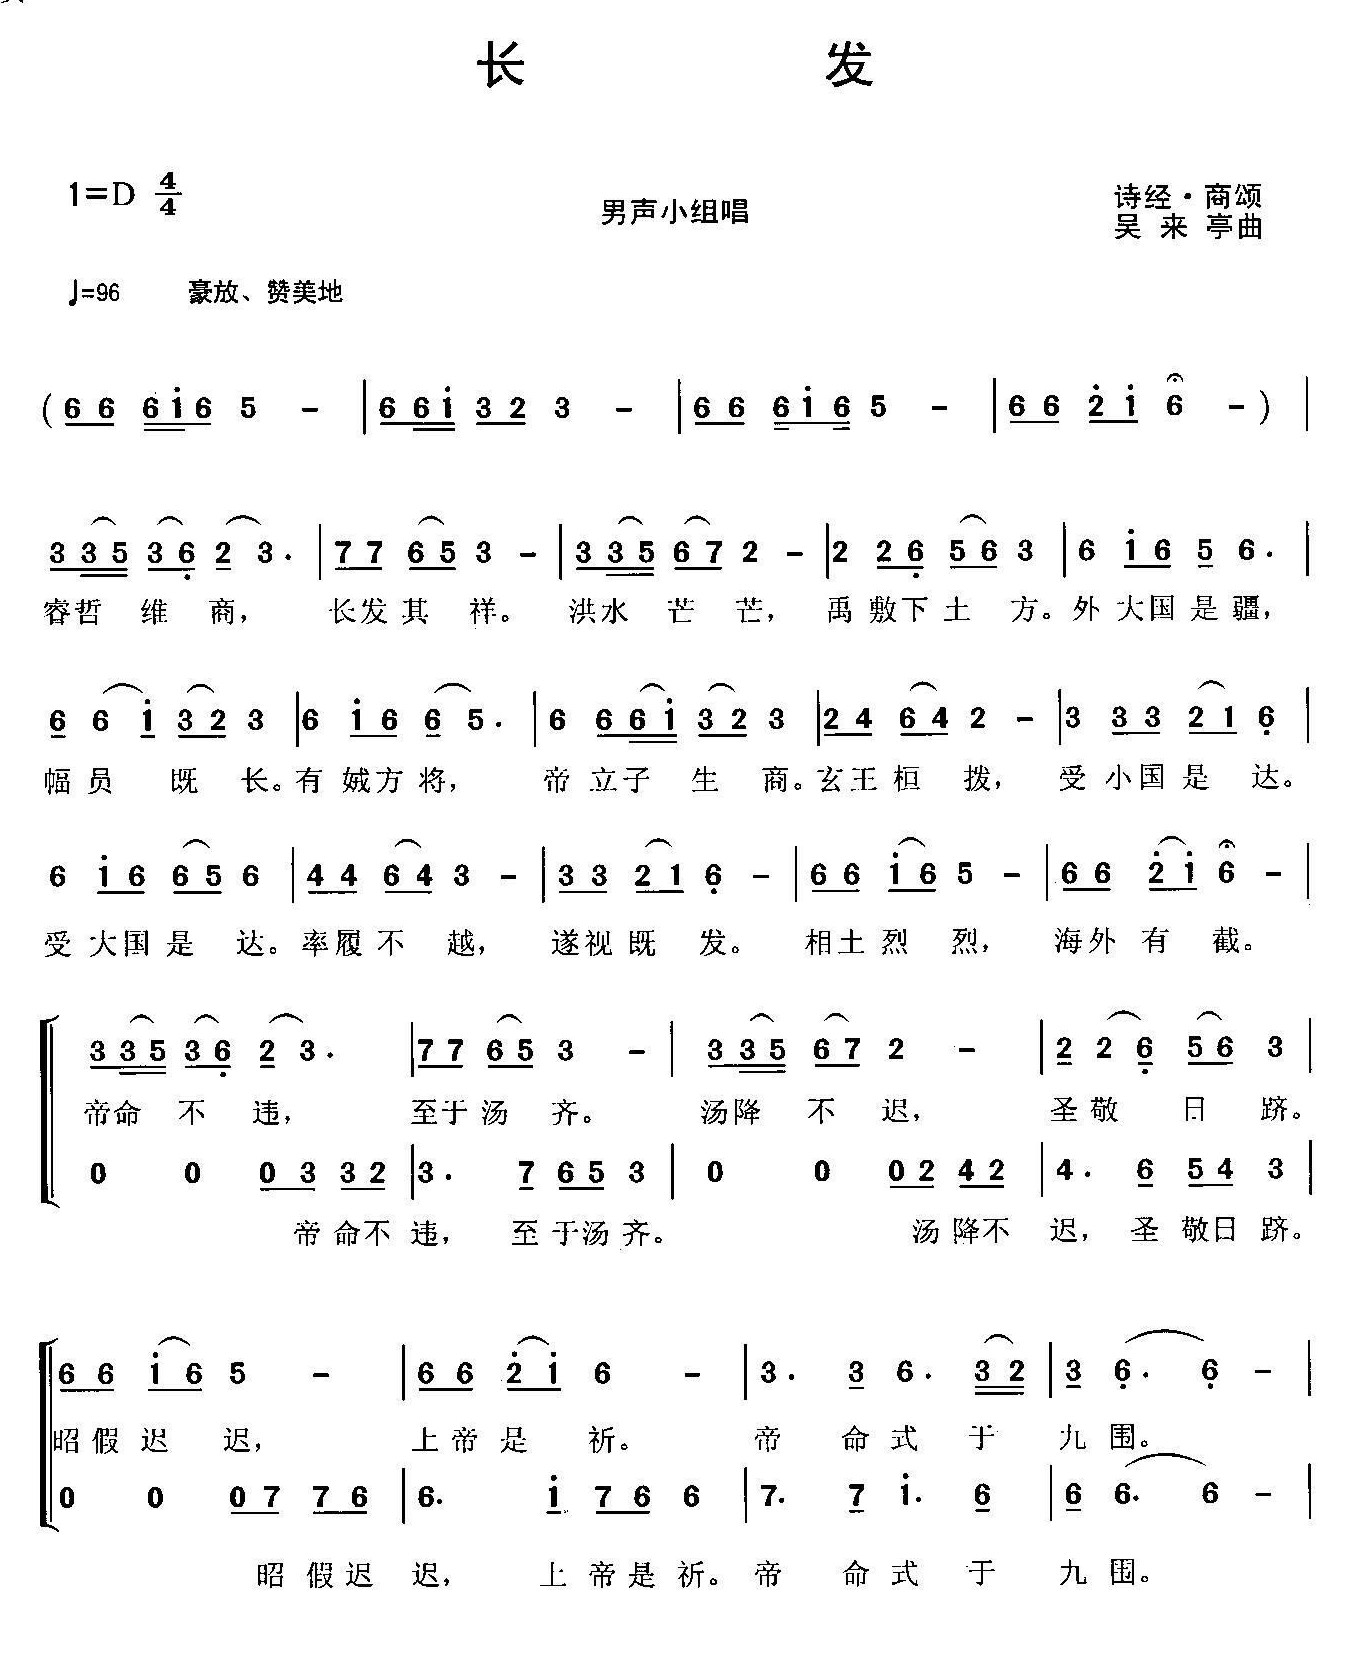 长 发
1=D 4/4
男声小组唱
诗经·商颂
吴来亭曲
♩=96 豪放、赞美地
(6 6 6 i 6 5 - | 6 6 i 3 2 3 - | 6 6 6 i 6 5 - | 6 6 2 i 6 -) |
3 3 5 3 6 2 3. | 7 7 6 5 3 - | 3 3 5 6 7 2 - | 2 2 6 5 6 3 | 6 i 6 5 6. |
睿哲 维 商, 长发其 祥。 洪水 芒 芒, 禹敷下土 方。外大国是疆,
6 6 i 3 2 3 | 6 i 6 6 5. | 6 6 6 i 3 2 3 | 2 4 6 4 2 - | 3 3 3 2 1 6 |
幅员 既 长。有娀方将, 帝立子 生 商。玄王桓 拨, 受小国是 达。
6 i 6 6 5 6 | 4 4 6 4 3 - | 3 3 2 1 6 - | 6 6 i 6 5 - | 6 6 2 i 6 - |
受大国是 达。率履不 越, 遂视既 发。 相土烈 烈, 海外有 截。
3 3 5 3 6 2 3. | 7 7 6 5 3 - | 3 3 5 6 7 2 - | 2 2 6 5 6 3 |
帝命 不 违, 至于汤 齐。 汤降 不 迟, 圣敬 日 跻。
0 0 0 3 3 2 | 3. 7 6 5 3 | 0 0 0 2 4 2 | 4. 6 5 4 3 |
帝命不 违, 至于汤齐。 汤降不 迟, 圣敬日 跻。
6 6 i 6 5 - | 6 6 2 i 6 - | 3. 3 6. 3 2 | 3 6. 6 - |
昭假迟 迟, 上帝是 祈。 帝 命式 于 九围。
0 0 0 7 7 6 | 6. i 7 6 6 | 7. 7 i. 6 | 6 6. 6 - |
昭假迟 迟, 上帝是祈。帝 命式 于 九围。